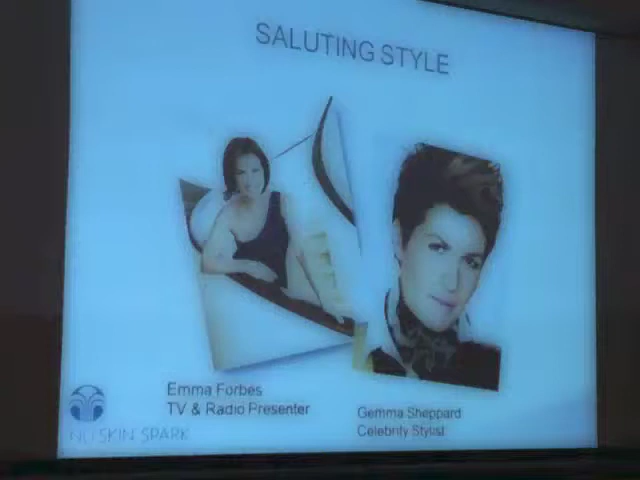 SALUTING STYLE
Emma Forbes
TV & Radio Presenter
Gemma Sheppard
Celebrity Stylist
NU SKIN SPARK